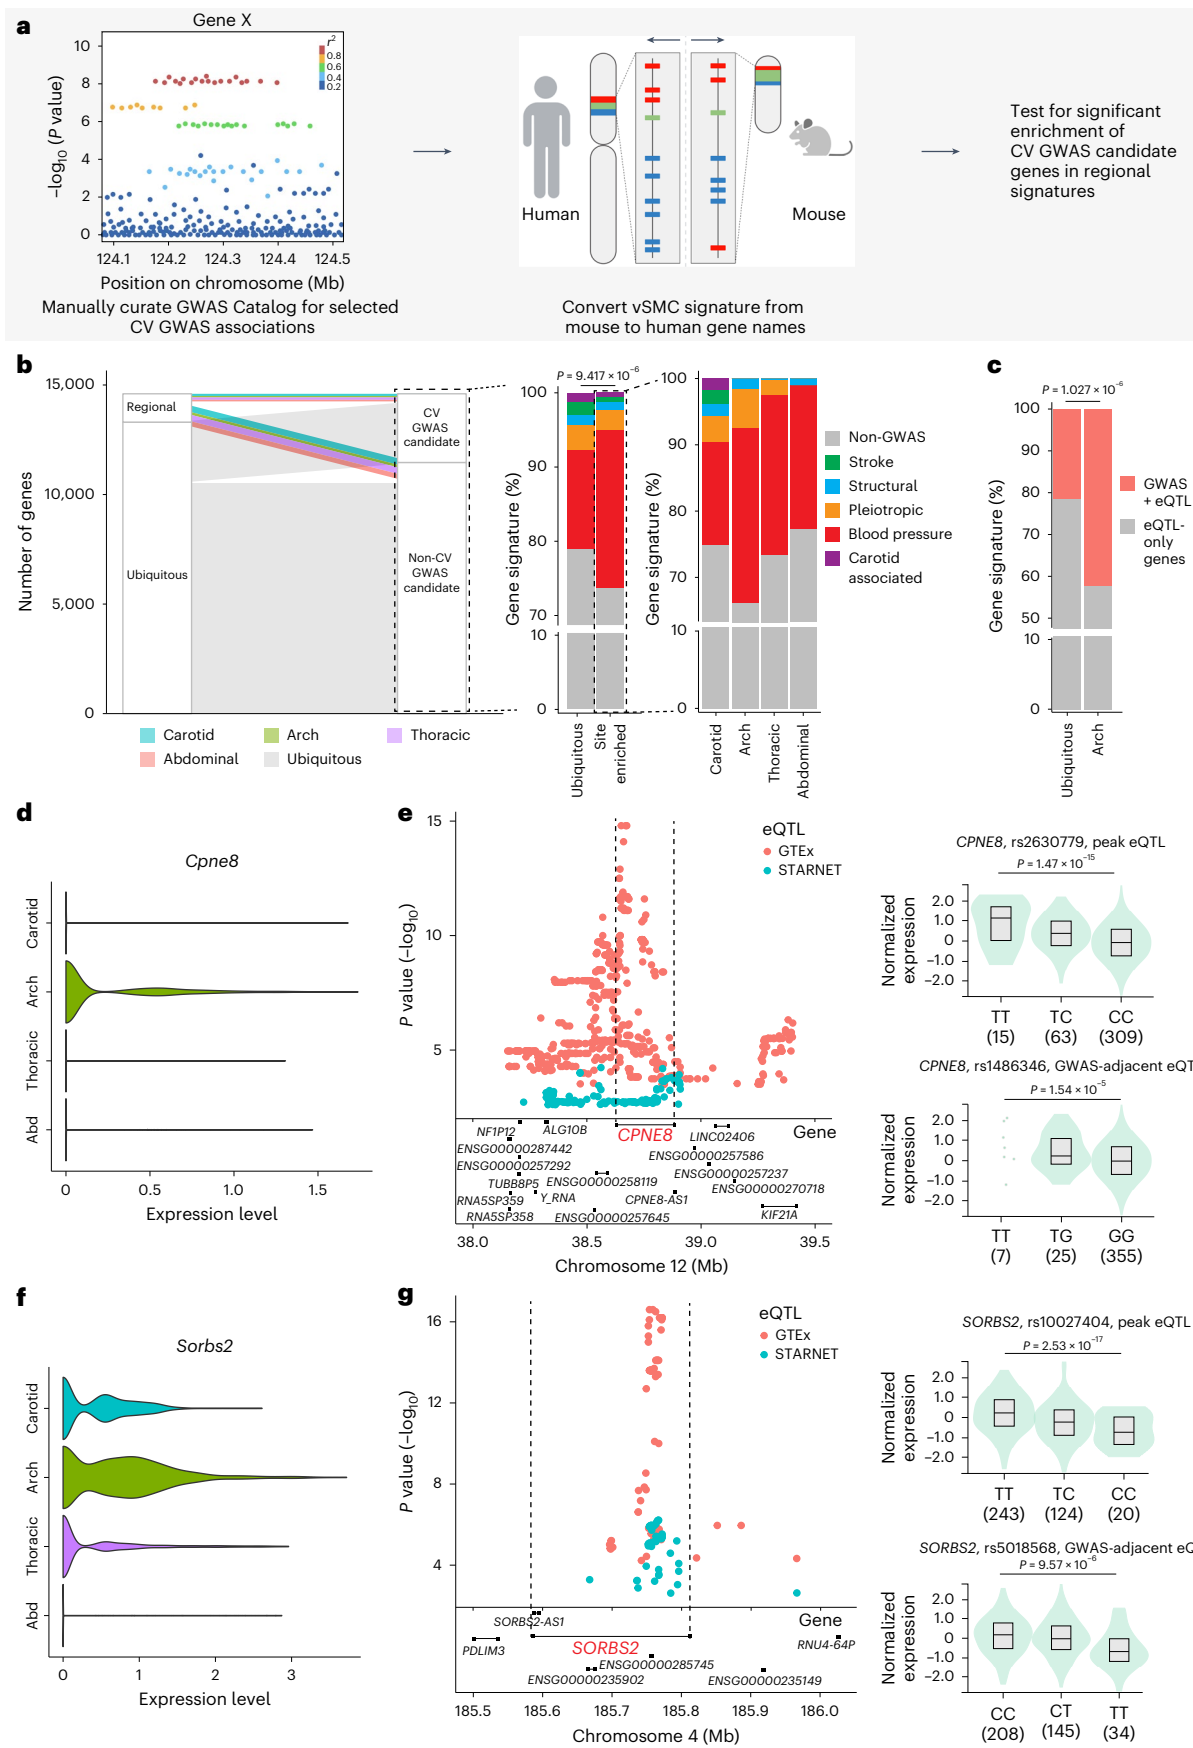 a
Gene X
r2
0.8
0.6
0.4
0.2
10
8
6
4
2
0
–log10 (P value)
124.1 124.2 124.3 124.4 124.5
Position on chromosome (Mb)
Manually curate GWAS Catalog for selected
CV GWAS associations
Human
Mouse
Convert vSMC signature from
mouse to human gene names
Test for significant
enrichment of
CV GWAS candidate
genes in regional
signatures
b
15,000
10,000
5,000
0
Number of genes
Regional
Ubiquitous
CV
GWAS
candidate
Non-CV
GWAS
candidate
Carotid
Arch
Thoracic
Abdominal
Ubiquitous
P = 9.417 × 10−6
100
90
80
70
10
0
Gene signature (%)
Ubiquitous
Site
enriched
100
90
80
70
10
0
Gene signature (%)
Carotid
Arch
Thoracic
Abdominal
Non-GWAS
Stroke
Structural
Pleiotropic
Blood pressure
Carotid
associated
c
P = 1.027 × 10−6
100
90
80
70
60
50
10
0
Gene signature (%)
Ubiquitous
Arch
GWAS
+ eQTL
eQTL-
only
genes
d
Cpne8
Carotid
Arch
Thoracic
Abd
0 0.5 1.0 1.5
Expression level
e
15
10
5
P value (–log10)
eQTL
GTEx
STARNET
Gene
NF1P12
ALG10B
CPNE8
LINC02406
ENSG00000287442
ENSG00000257586
ENSG00000257292
ENSG00000257237
TUBB8P5
ENSG00000258119
ENSG00000270718
RNA5SP359
Y_RNA
CPNE8-AS1
RNA5SP358
ENSG00000257645
KIF21A
38.0 38.5 39.0 39.5
Chromosome 12 (Mb)
CPNE8, rs2630779, peak eQTL
P = 1.47 × 10−15
2.0
1.0
0
–1.0
–2.0
Normalized
expression
TT TC CC
(15) (63) (309)
CPNE8, rs1486346, GWAS-adjacent eQT
P = 1.54 × 10−5
2.0
1.0
0
–1.0
–2.0
Normalized
expression
TT TG GG
(7) (25) (355)
f
Sorbs2
Carotid
Arch
Thoracic
Abd
0 1 2 3
Expression level
g
16
12
8
4
P value (–log10)
eQTL
GTEx
STARNET
Gene
SORBS2-AS1
PDLIM3
SORBS2
RNU4-64P
ENSG00000285745
ENSG00000235902
ENSG00000235149
185.5 185.6 185.7 185.8 185.9 186.0
Chromosome 4 (Mb)
SORBS2, rs10027404, peak eQTL
P = 2.53 × 10−17
2.0
1.0
0
–1.0
–2.0
Normalized
expression
TT TC CC
(243) (124) (20)
SORBS2, rs5018568, GWAS-adjacent eQ
P = 9.57 × 10−6
2.0
1.0
0
–1.0
–2.0
Normalized
expression
CC CT TT
(208) (145) (34)